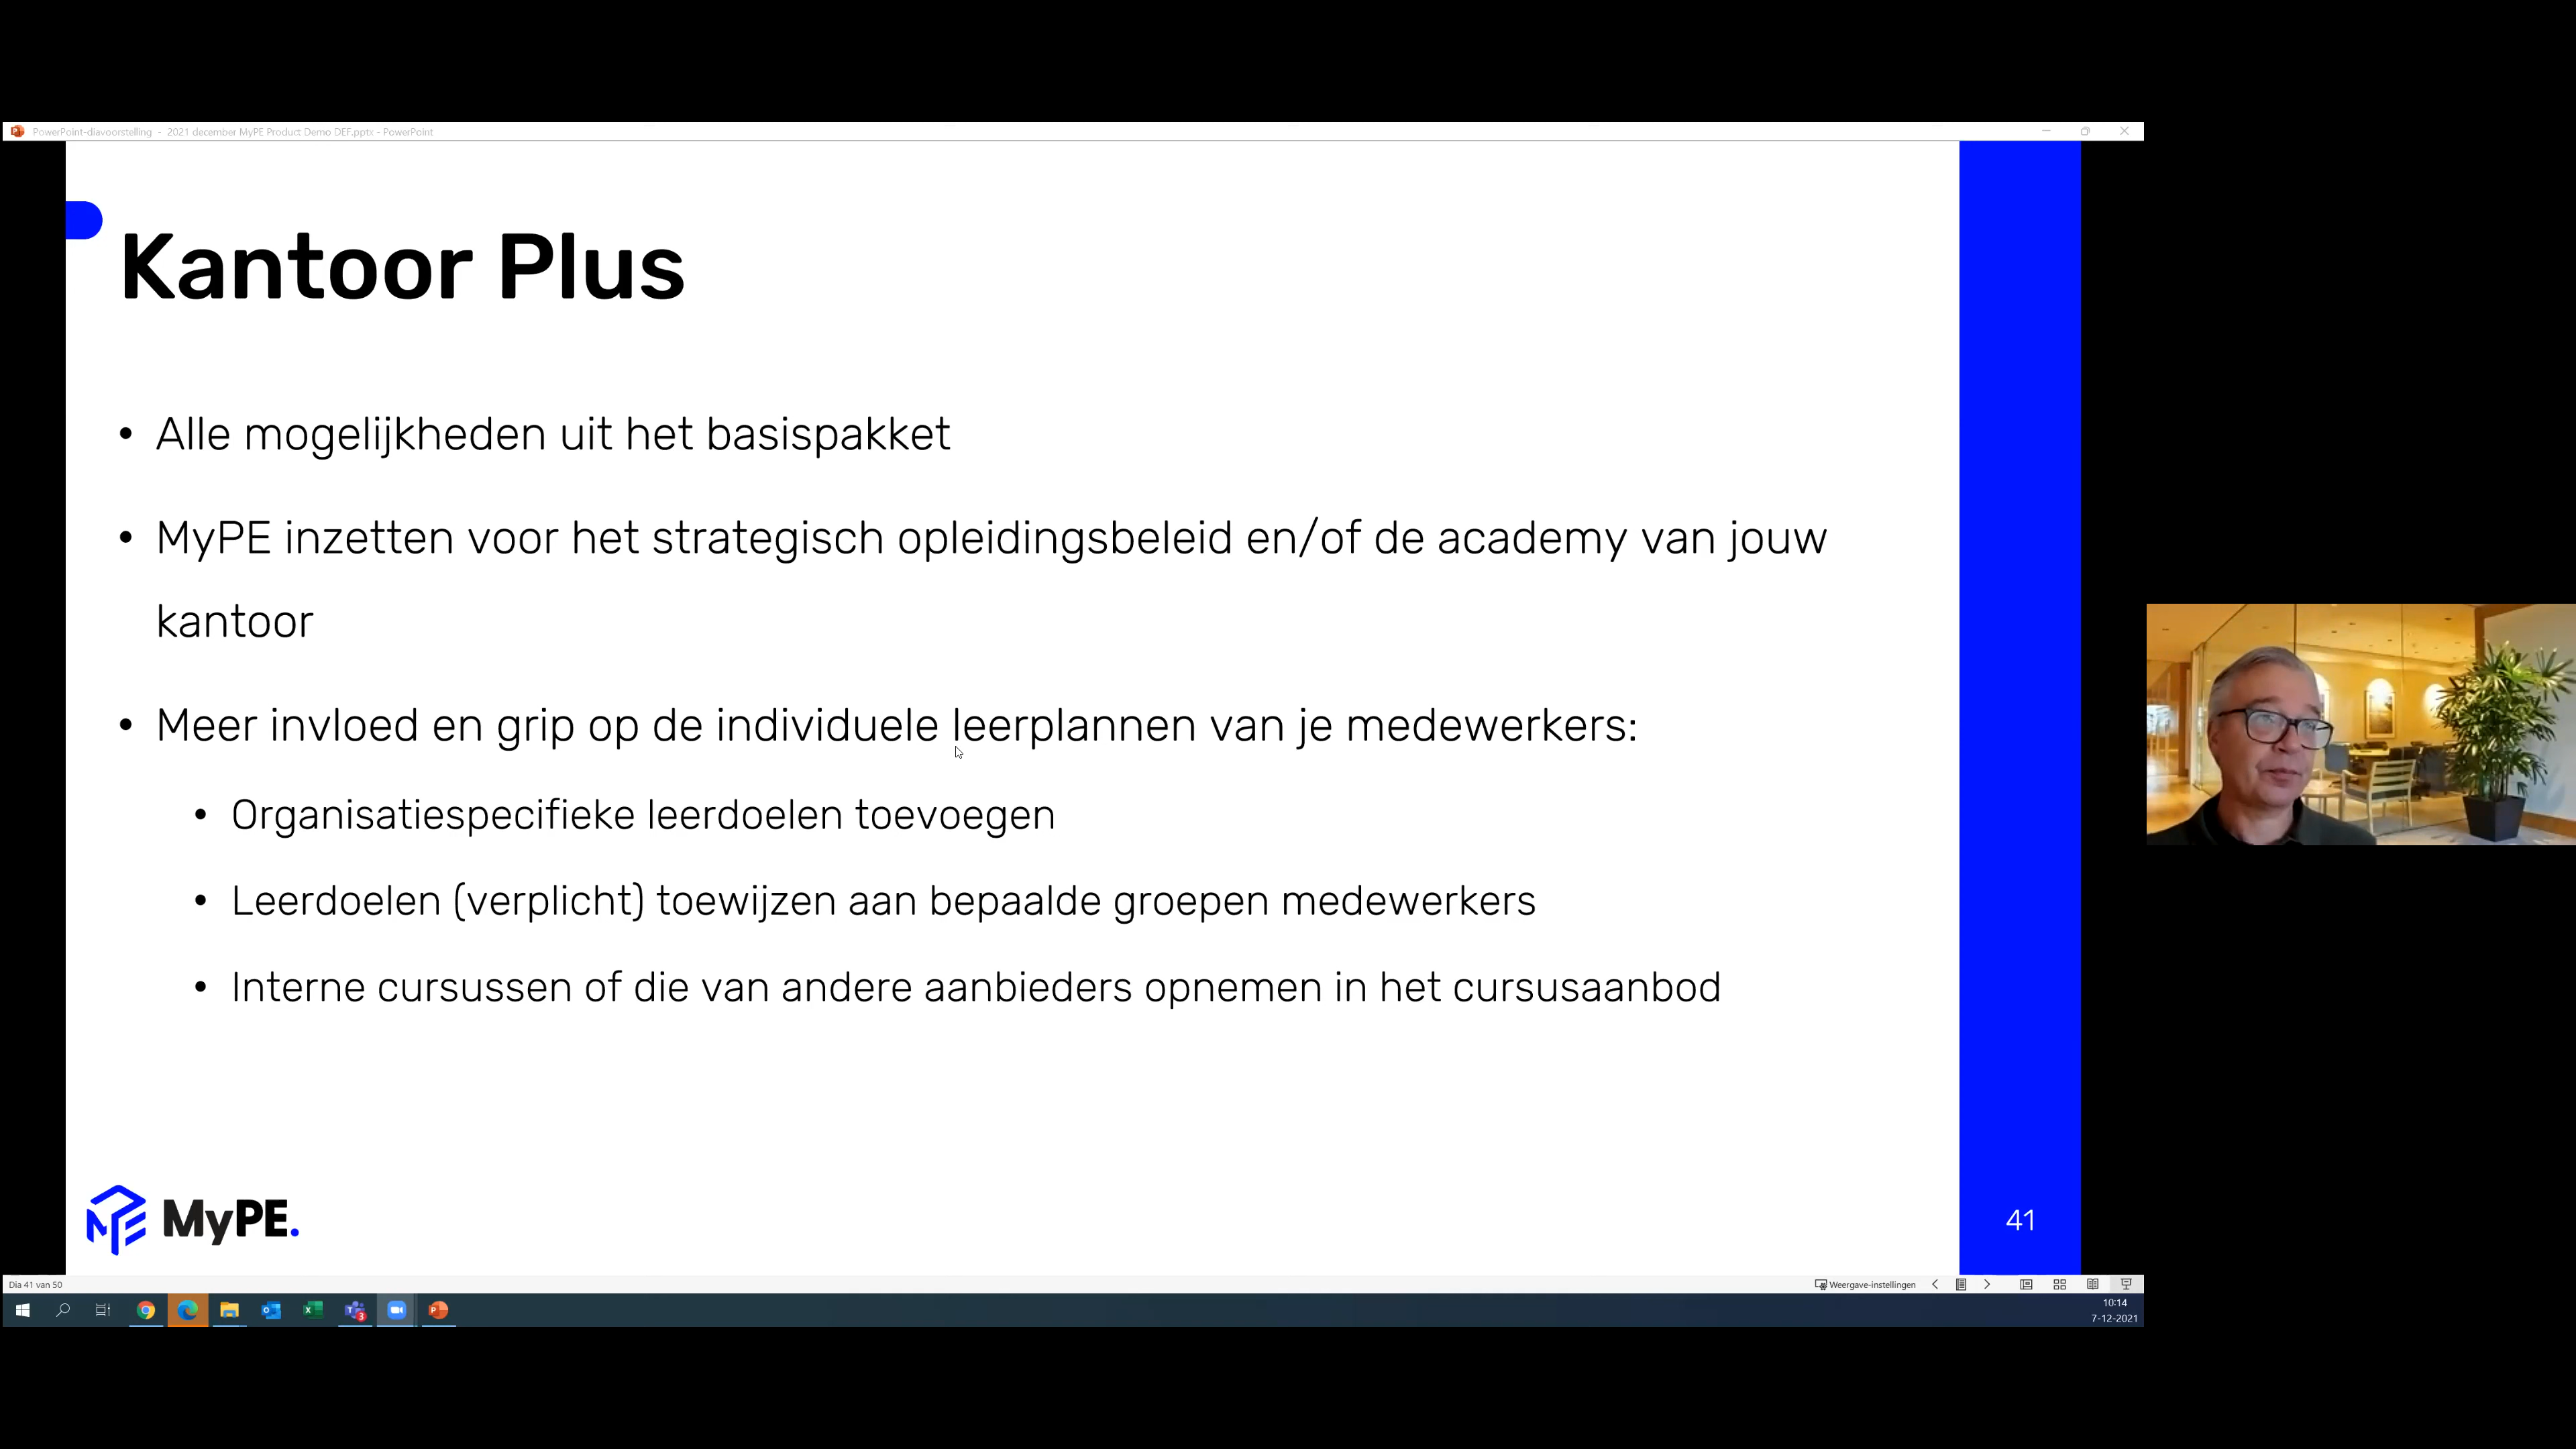 PowerPoint-diavoorstelling - 2021 december MyPE Product Demo DEF.pptx - PowerPoint
Kantoor Plus
• Alle mogelijkheden uit het basispakket
• MyPE inzetten voor het strategisch opleidingsbeleid en/of de academy van jouw
kantoor
• Meer invloed en grip op de individuele leerplannen van je medewerkers:
• Organisatiespecifieke leerdoelen toevoegen
• Leerdoelen (verplicht) toewijzen aan bepaalde groepen medewerkers
• Interne cursussen of die van andere aanbieders opnemen in het cursusaanbod
MyPE.
41
Dia 41 van 50
Weergave-instellingen
3
10:14
7-12-2021